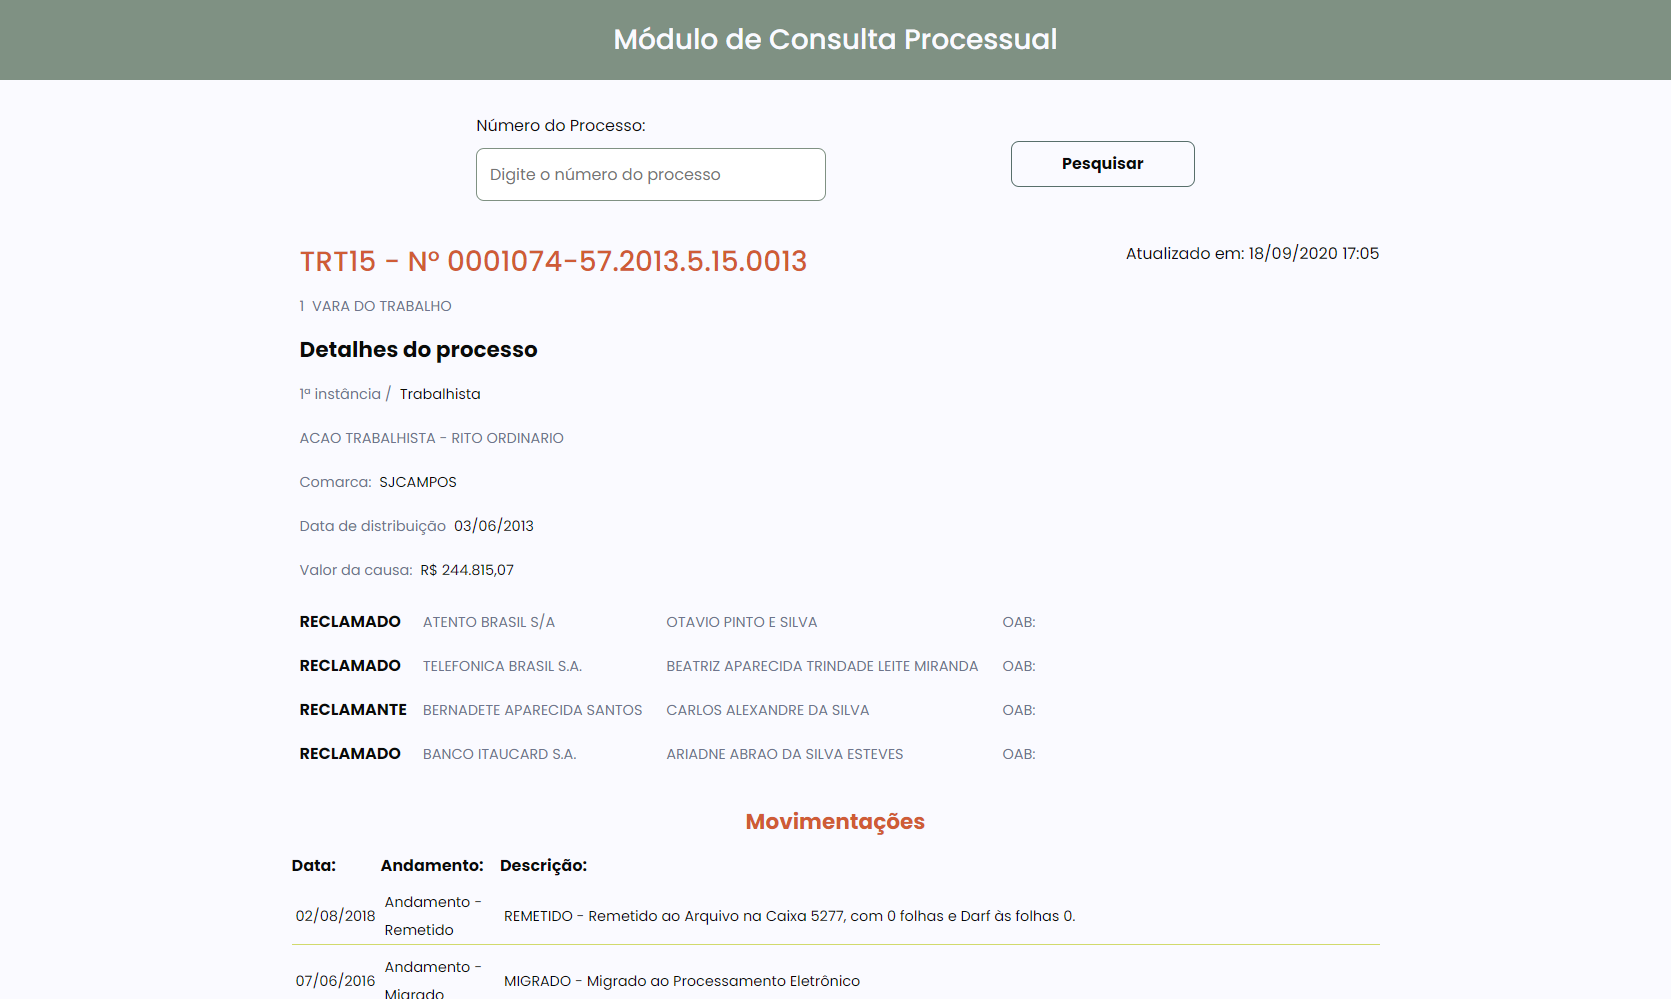 Módulo de Consulta Processual
Número do Processo:
Digite o número do processo
Pesquisar
TRT15 - Nº 0001074-57.2013.5.15.0013
Atualizado em: 18/09/2020 17:05
1 VARA DO TRABALHO
Detalhes do processo
1ª instância / Trabalhista
ACAO TRABALHISTA - RITO ORDINARIO
Comarca: SJCAMPOS
Data de distribuição 03/06/2013
Valor da causa: R$ 244.815,07
RECLAMADO ATENTO BRASIL S/A OTAVIO PINTO E SILVA OAB:
RECLAMADO TELEFONICA BRASIL S.A. BEATRIZ APARECIDA TRINDADE LEITE MIRANDA OAB:
RECLAMANTE BERNADETE APARECIDA SANTOS CARLOS ALEXANDRE DA SILVA OAB:
RECLAMADO BANCO ITAUCARD S.A. ARIADNE ABRAO DA SILVA ESTEVES OAB:
Movimentações
Data: Andamento: Descrição:
02/08/2018 Andamento - Remetido REMETIDO - Remetido ao Arquivo na Caixa 5277, com 0 folhas e Darf às folhas 0.
07/06/2016 Andamento - Migrado MIGRADO - Migrado ao Processamento Eletrônico